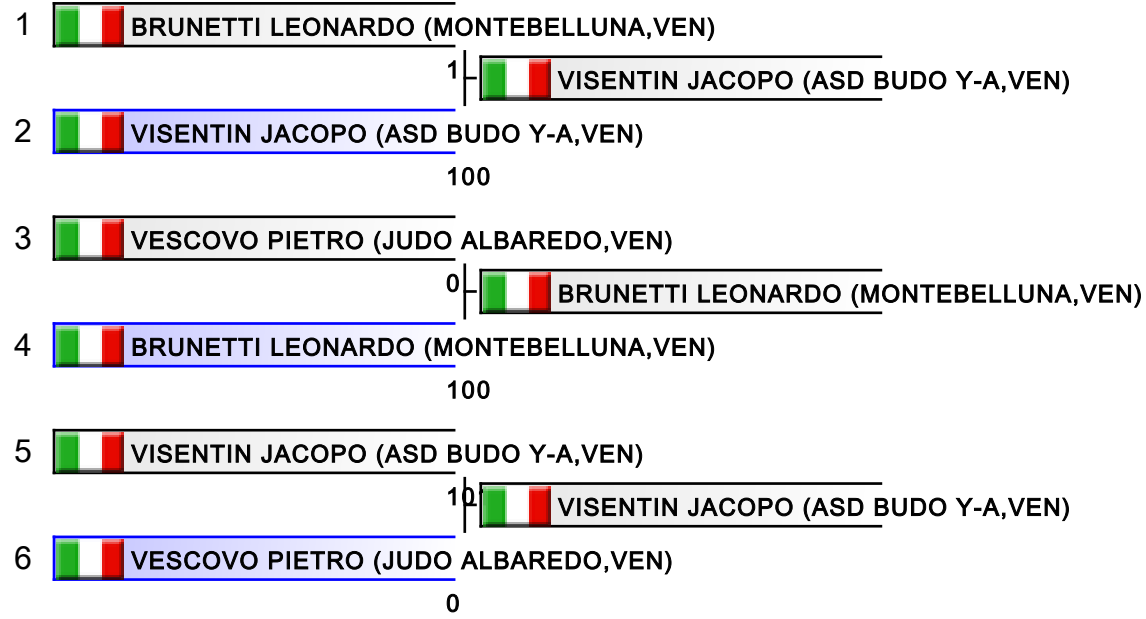 1 BRUNETTI LEONARDO (MONTEBELLUNA,VEN)
1 VISENTIN JACOPO (ASD BUDO Y-A,VEN)
2 VISENTIN JACOPO (ASD BUDO Y-A,VEN)
100
3 VESCOVO PIETRO (JUDO ALBAREDO,VEN)
0 BRUNETTI LEONARDO (MONTEBELLUNA,VEN)
4 BRUNETTI LEONARDO (MONTEBELLUNA,VEN)
100
5 VISENTIN JACOPO (ASD BUDO Y-A,VEN)
VISENTIN JACOPO (ASD BUDO Y-A,VEN)
6 VESCOVO PIETRO (JUDO ALBAREDO,VEN)
0